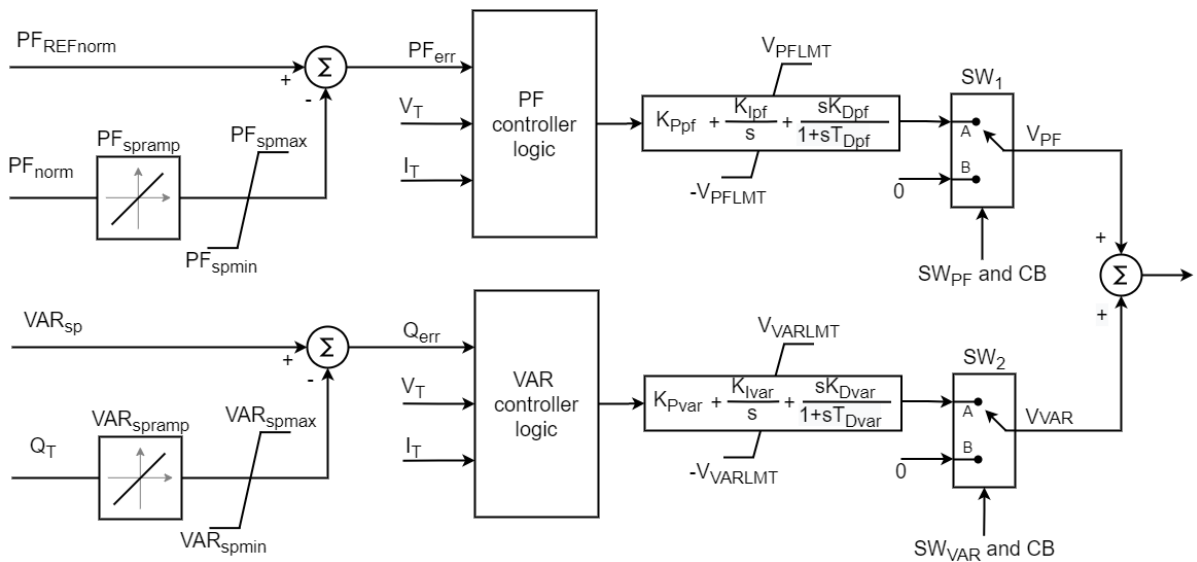 PF_REFnorm
+
Σ
-
PF_err
V_T
I_T
PF_norm
PF_spramp
PF_spmax
PF_spmin
PF
controller
logic
V_PFLMT
K_Ppf + K_Ipf/s + sK_Dpf/1+sT_Dpf
-V_PFLMT
SW_1
A
B
0
V_PF
SW_PF and CB
+
Σ
+
VAR_sp
+
Σ
-
Q_err
V_T
I_T
Q_T
VAR_spramp
VAR_spmax
VAR_spmin
VAR
controller
logic
V_VARLMT
K_Pvar + K_Ivar/s + sK_Dvar/1+sT_Dvar
-V_VARLMT
SW_2
A
B
0
V_VAR
SW_VAR and CB